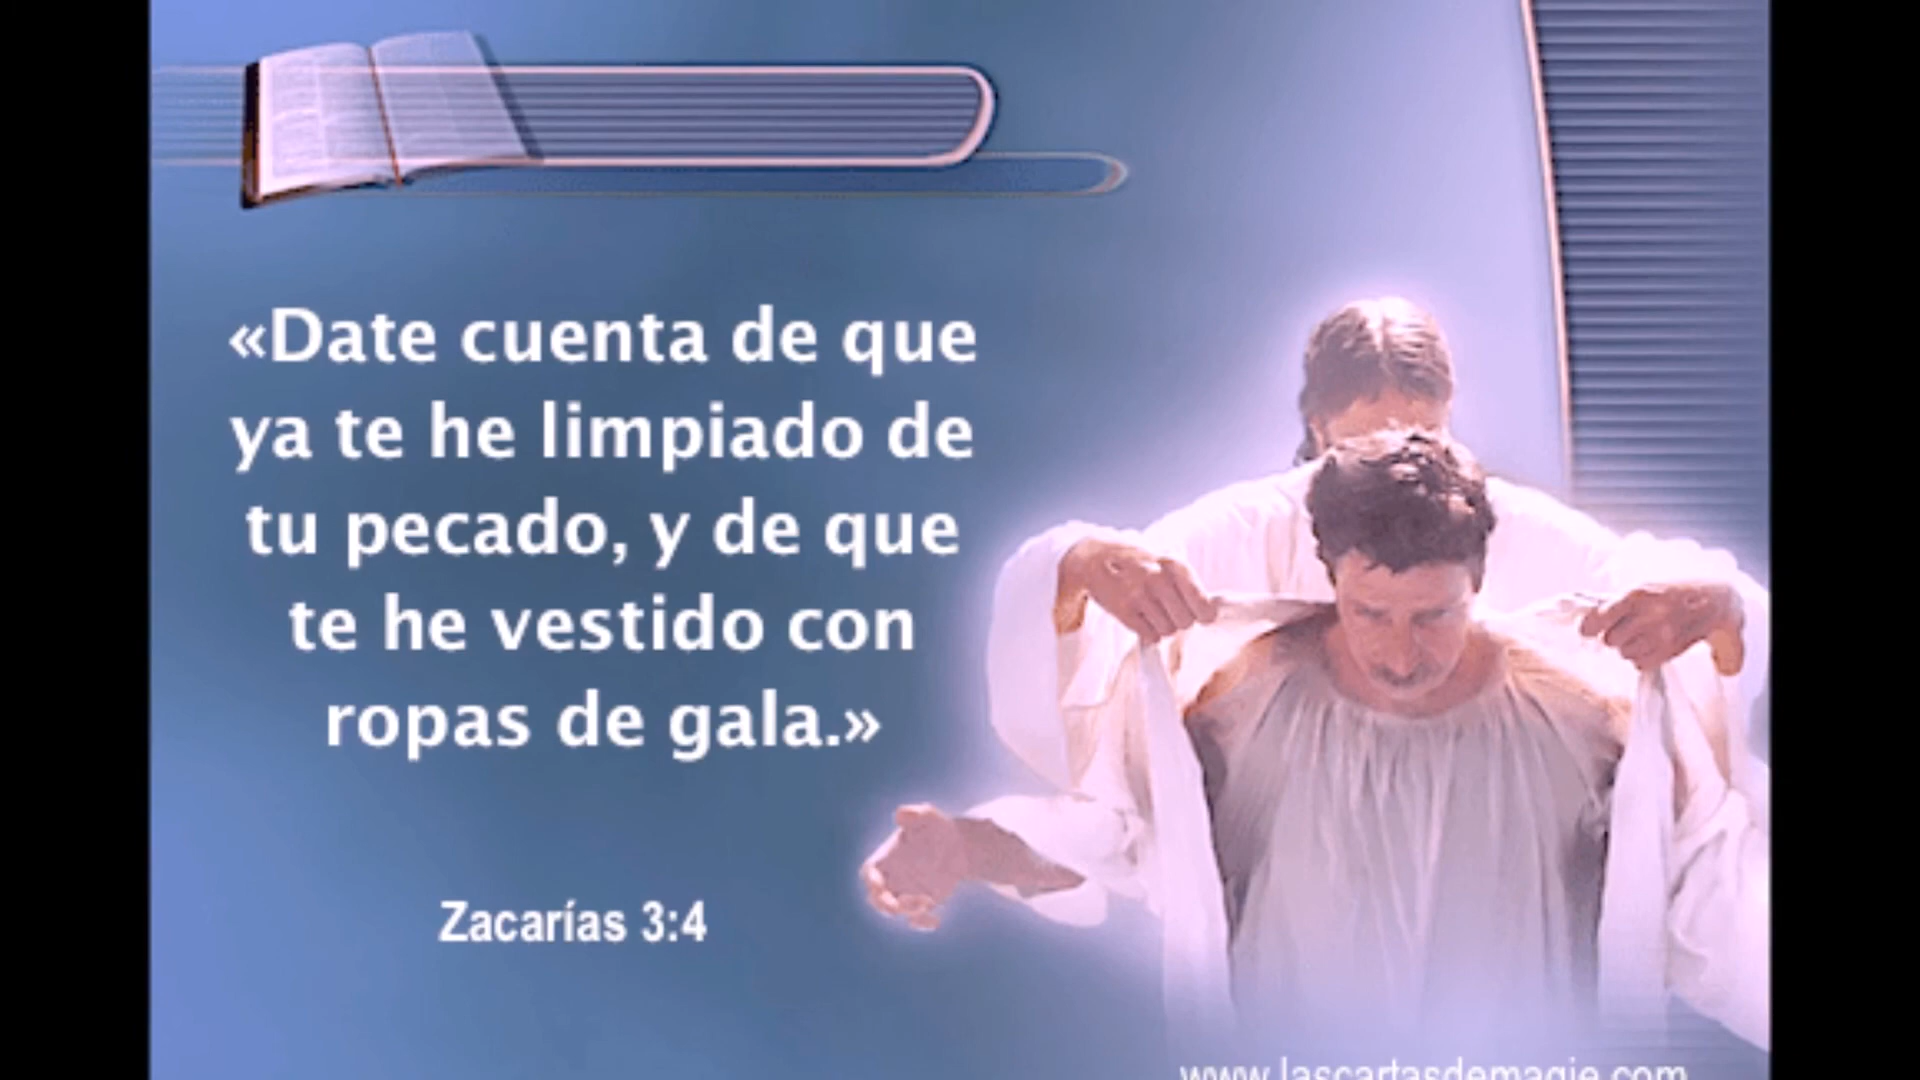 «Date cuenta de que
ya te he limpiado de
tu pecado, y de que
te he vestido con
ropas de gala.»
Zacarías 3:4
www.lascartasdemagie.com